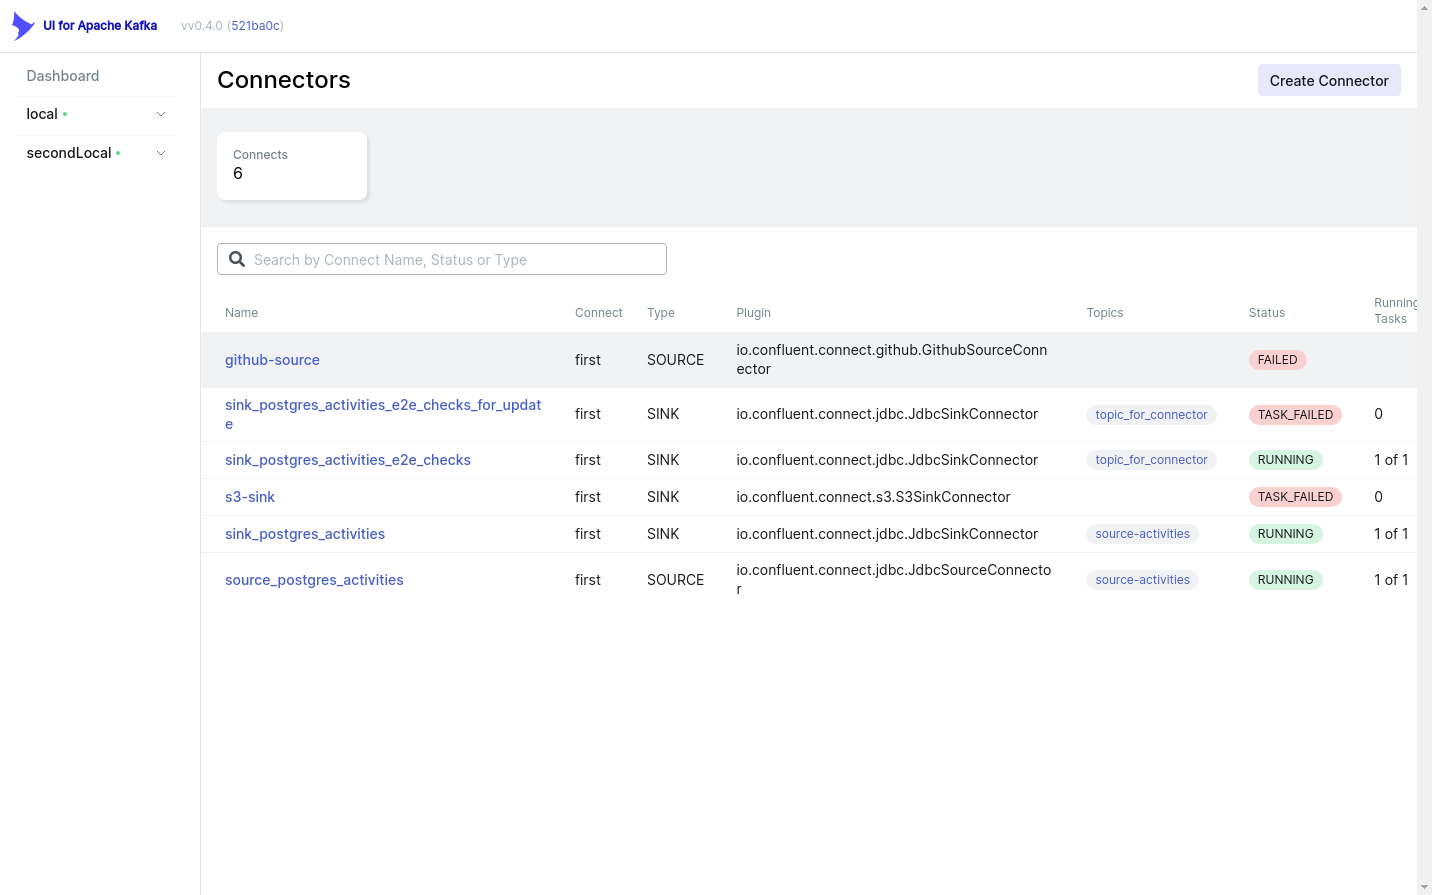 UI for Apache Kafka vv0.4.0 (521ba0c)
Dashboard
local
secondLocal
Connectors
Create Connector
Connects
6
Search by Connect Name, Status or Type
Name Connect Type Plugin Topics Status Running
Tasks
github-source first SOURCE io.confluent.connect.github.GithubSourceConn
ector FAILED
sink_postgres_activities_e2e_checks_for_updat
e first SINK io.confluent.connect.jdbc.JdbcSinkConnector topic_for_connector TASK_FAILED 0
sink_postgres_activities_e2e_checks first SINK io.confluent.connect.jdbc.JdbcSinkConnector topic_for_connector RUNNING 1 of 1
s3-sink first SINK io.confluent.connect.s3.S3SinkConnector TASK_FAILED 0
sink_postgres_activities first SINK io.confluent.connect.jdbc.JdbcSinkConnector source-activities RUNNING 1 of 1
source_postgres_activities first SOURCE io.confluent.connect.jdbc.JdbcSourceConnecto
r source-activities RUNNING 1 of 1